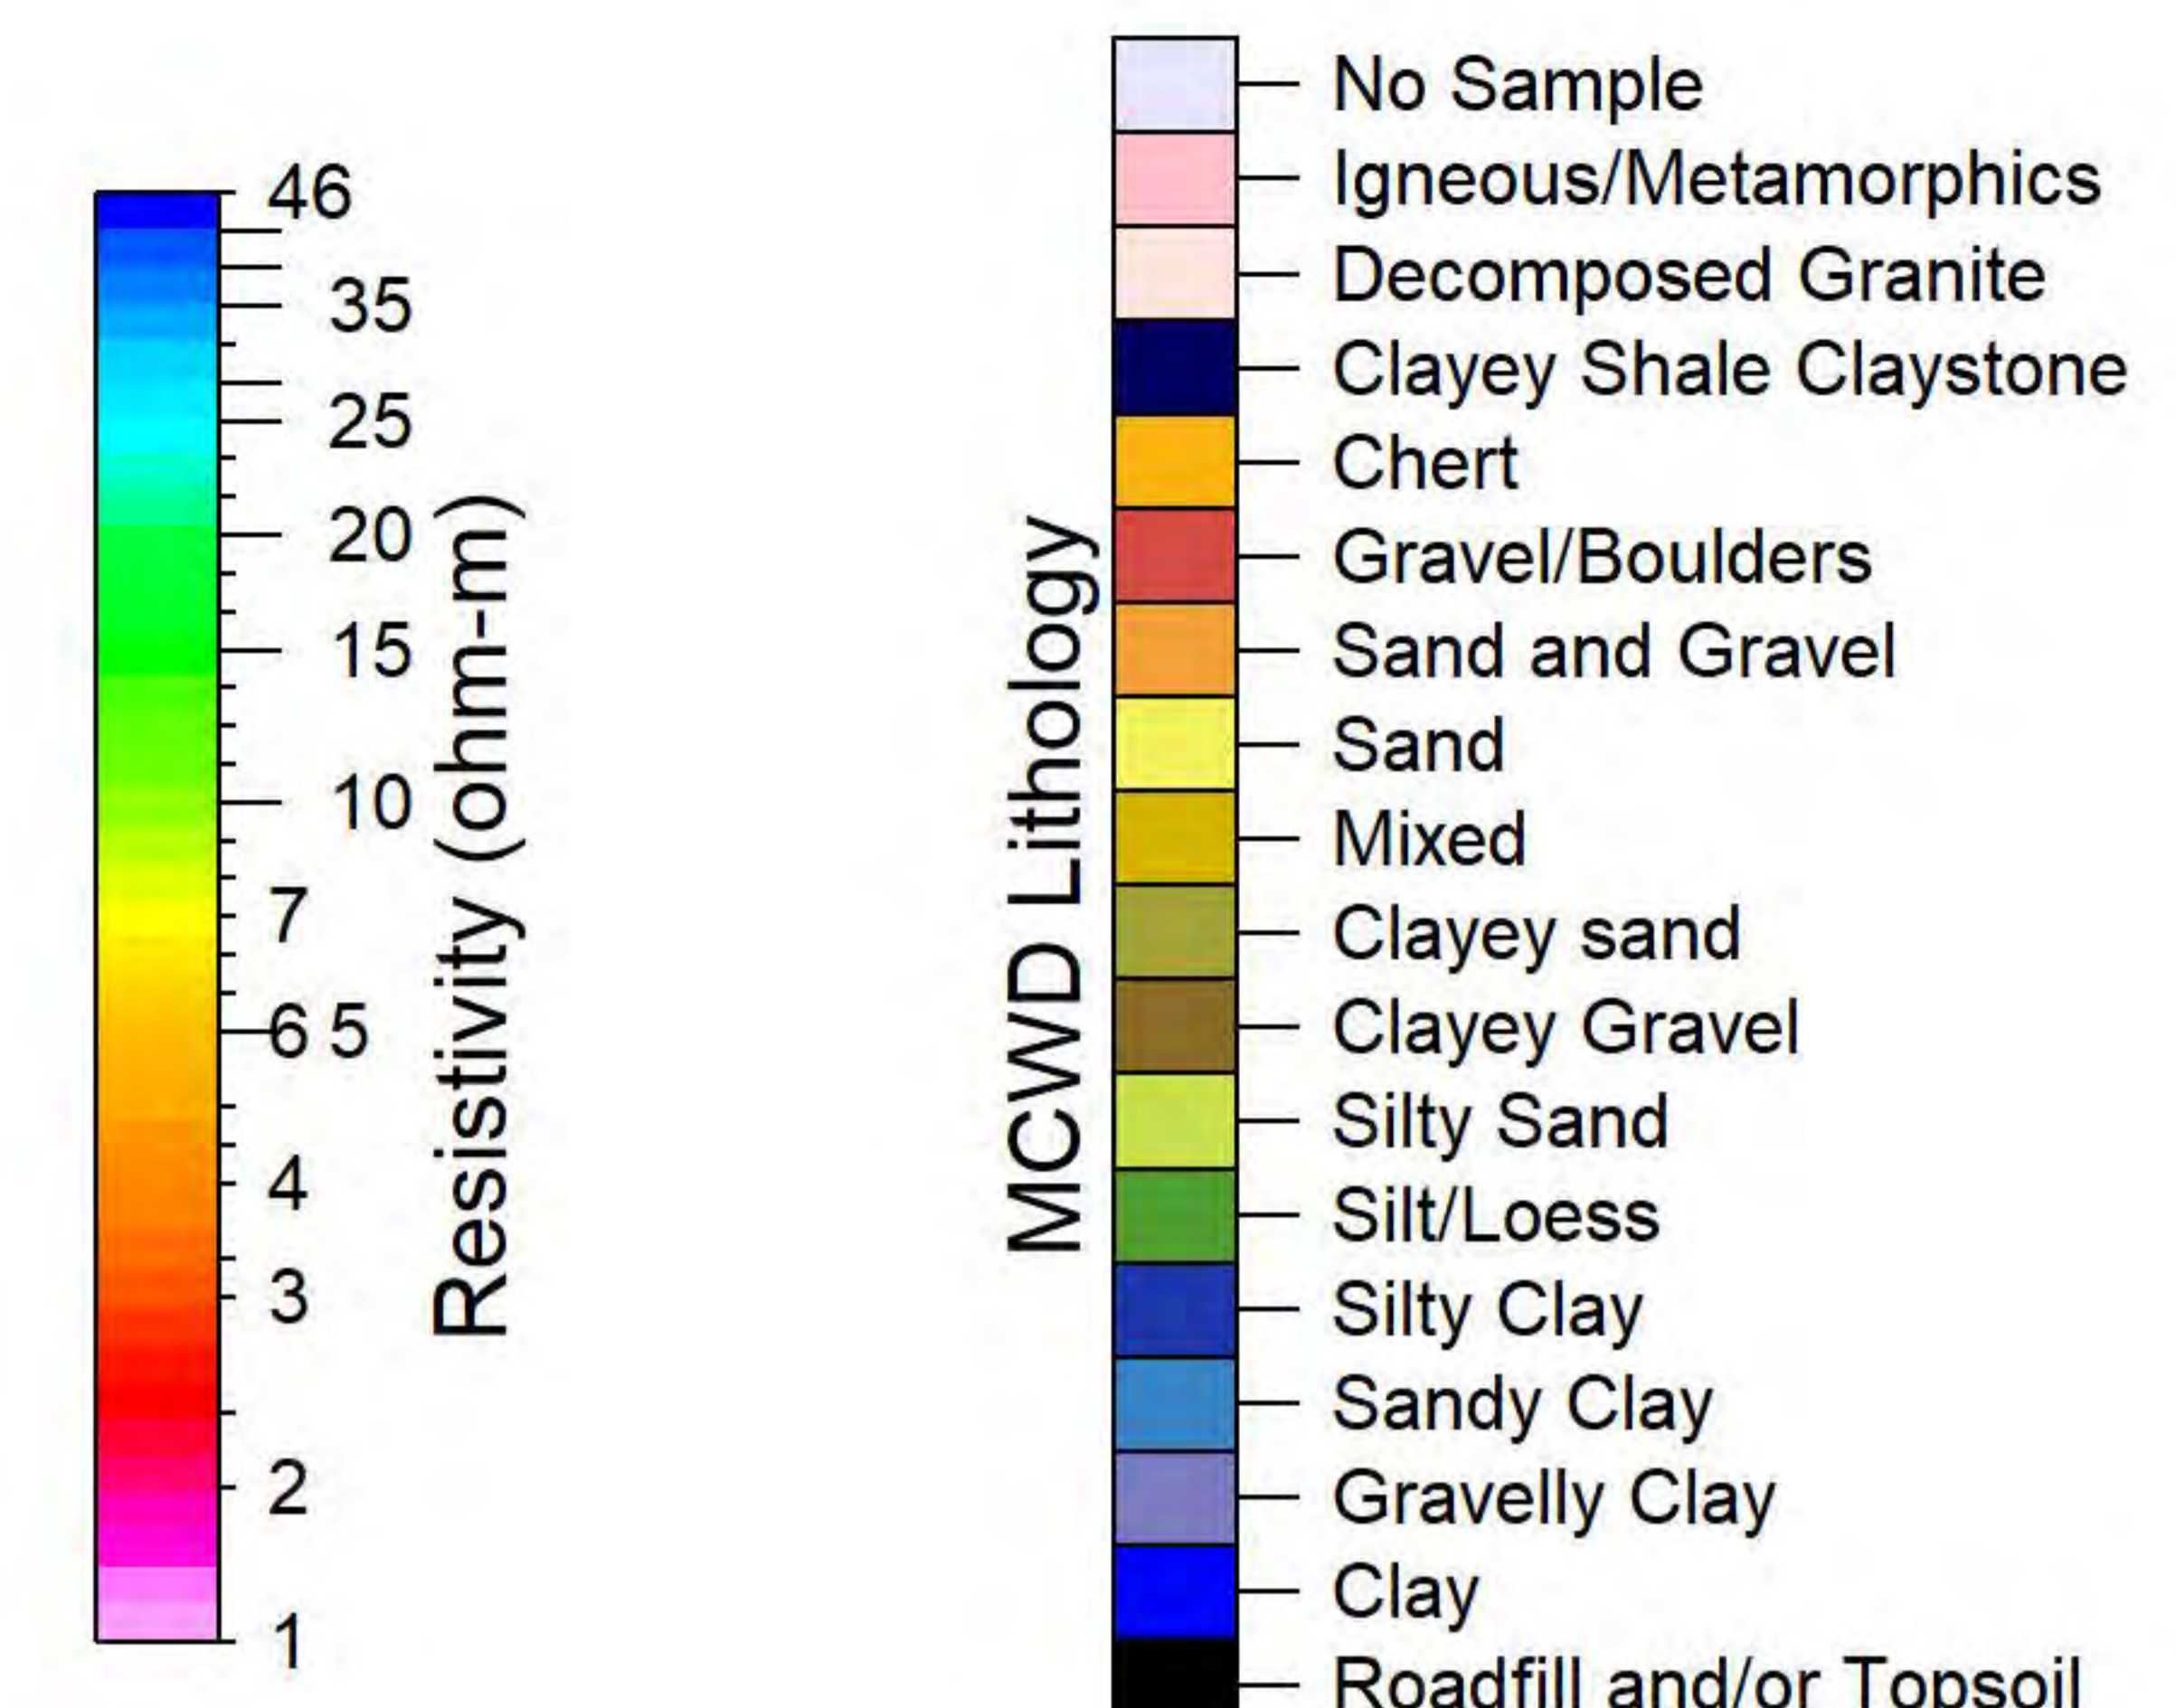 46
35
25
20
15
10
7
6 5
4
3
2
1
Resistivity (ohm-m)
MCWD Lithology
No Sample
Igneous/Metamorphics
Decomposed Granite
Clayey Shale Claystone
Chert
Gravel/Boulders
Sand and Gravel
Sand
Mixed
Clayey sand
Clayey Gravel
Silty Sand
Silt/Loess
Silty Clay
Sandy Clay
Gravelly Clay
Clay
Roadfill and/or Topsoil